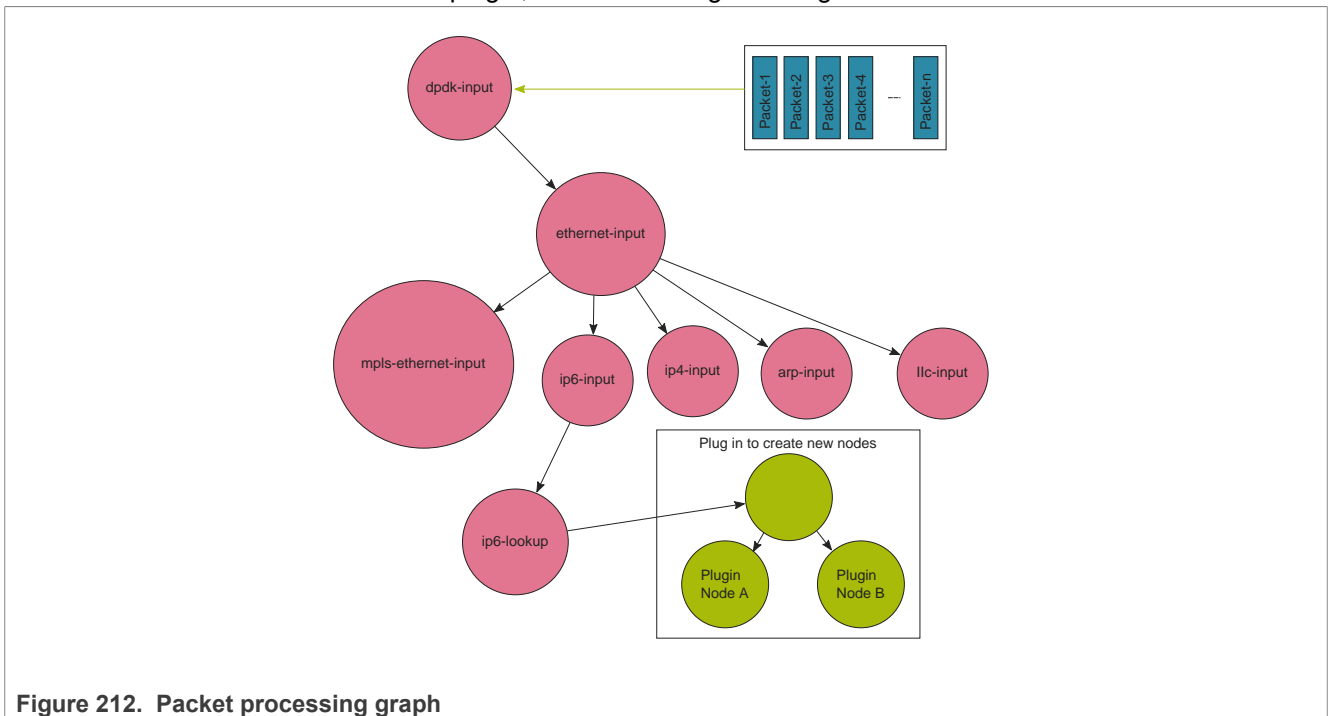 dpdk-input
Packet-1
Packet-2
Packet-3
Packet-4
Packet-n
ethernet-input
mpls-ethernet-input
ip6-input
ip4-input
arp-input
llc-input
Plug in to create new nodes
ip6-lookup
Plugin
Node A
Plugin
Node B
Figure 212. Packet processing graph